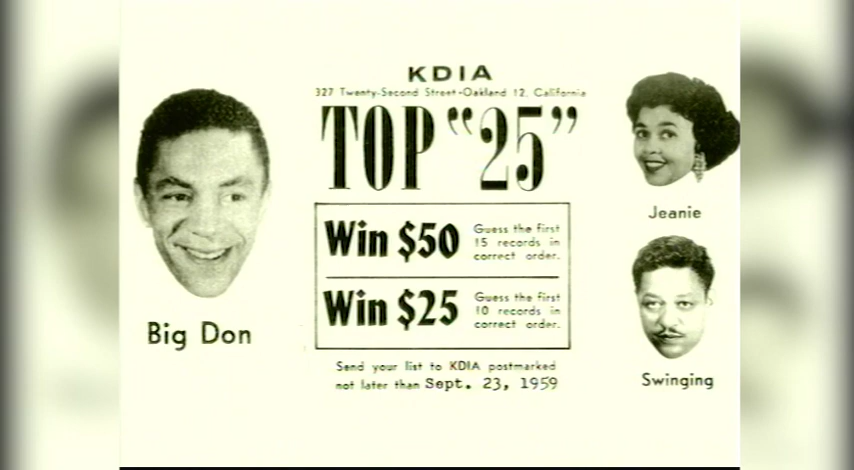 KDIA
327 Twenty-Second Street-Oakland 12, California
TOP "25"
Win $50
Guess the first
15 records in
correct order.
Win $25
Guess the first
10 records in
correct order.
Send your list to KDIA postmarked
not later than Sept. 23, 1959
Big Don
Jeanie
Swinging